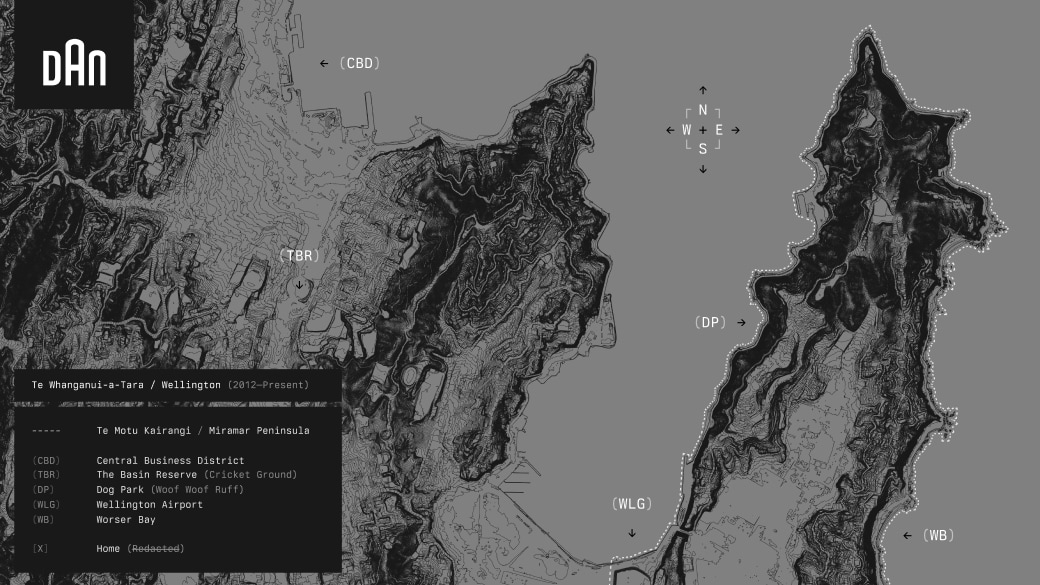 DAN
← (CBD)
↑
N
← W + E →
S
↓
(TBR)
↓
(DP) →
(WLG)
↓
← (WB)
Te Whanganui-a-Tara / Wellington (2012—Present)
----- Te Motu Kairangi / Miramar Peninsula
(CBD) Central Business District
(TBR) The Basin Reserve (Cricket Ground)
(DP) Dog Park (Woof Woof Ruff)
(WLG) Wellington Airport
(WB) Worser Bay
[X] Home (Redacted)